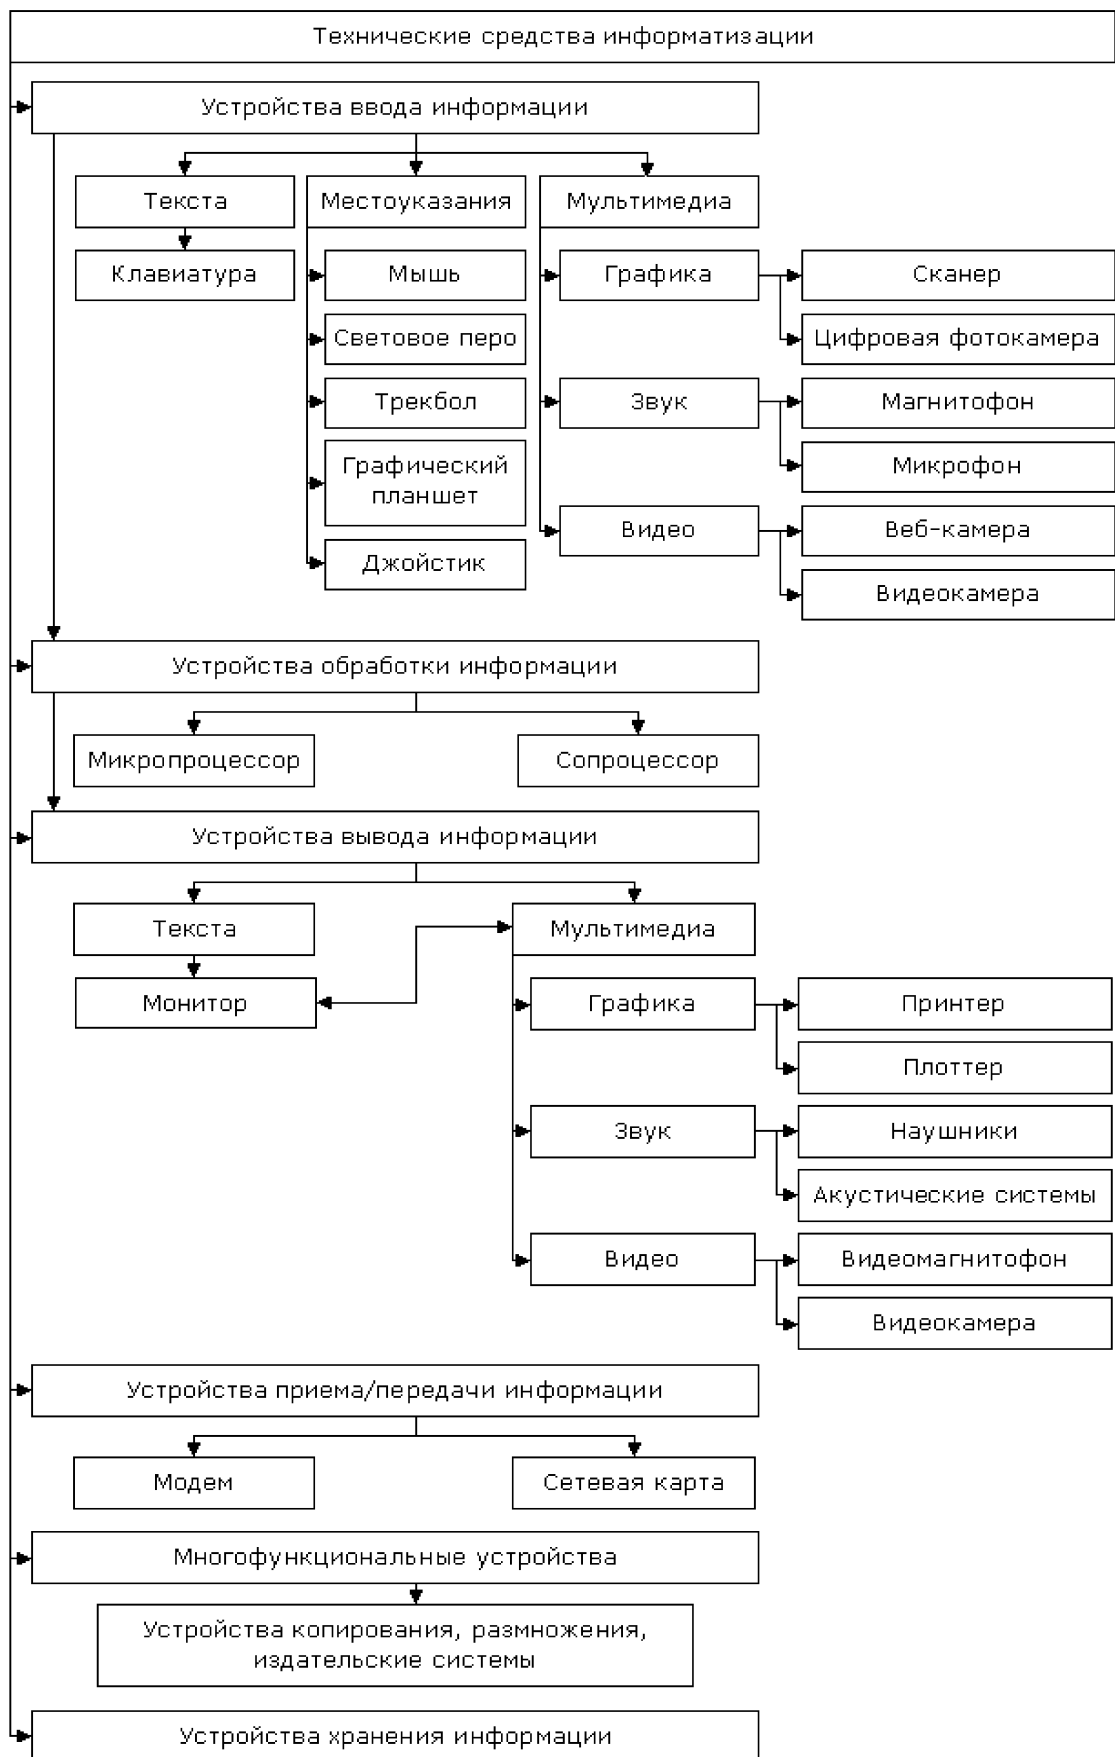 Технические средства информатизации
Устройства ввода информации
Текста
Местоуказания
Мультимедиа
Клавиатура
Мышь
Графика
Сканер
Световое перо
Цифровая фотокамера
Трекбол
Звук
Магнитофон
Графический
планшет
Микрофон
Видео
Веб-камера
Джойстик
Видеокамера
Устройства обработки информации
Микропроцессор
Сопроцессор
Устройства вывода информации
Текста
Мультимедиа
Монитор
Графика
Принтер
Плоттер
Звук
Наушники
Акустические системы
Видео
Видеомагнитофон
Видеокамера
Устройства приема/передачи информации
Модем
Сетевая карта
Многофункциональные устройства
Устройства копирования, размножения,
издательские системы
Устройства хранения информации